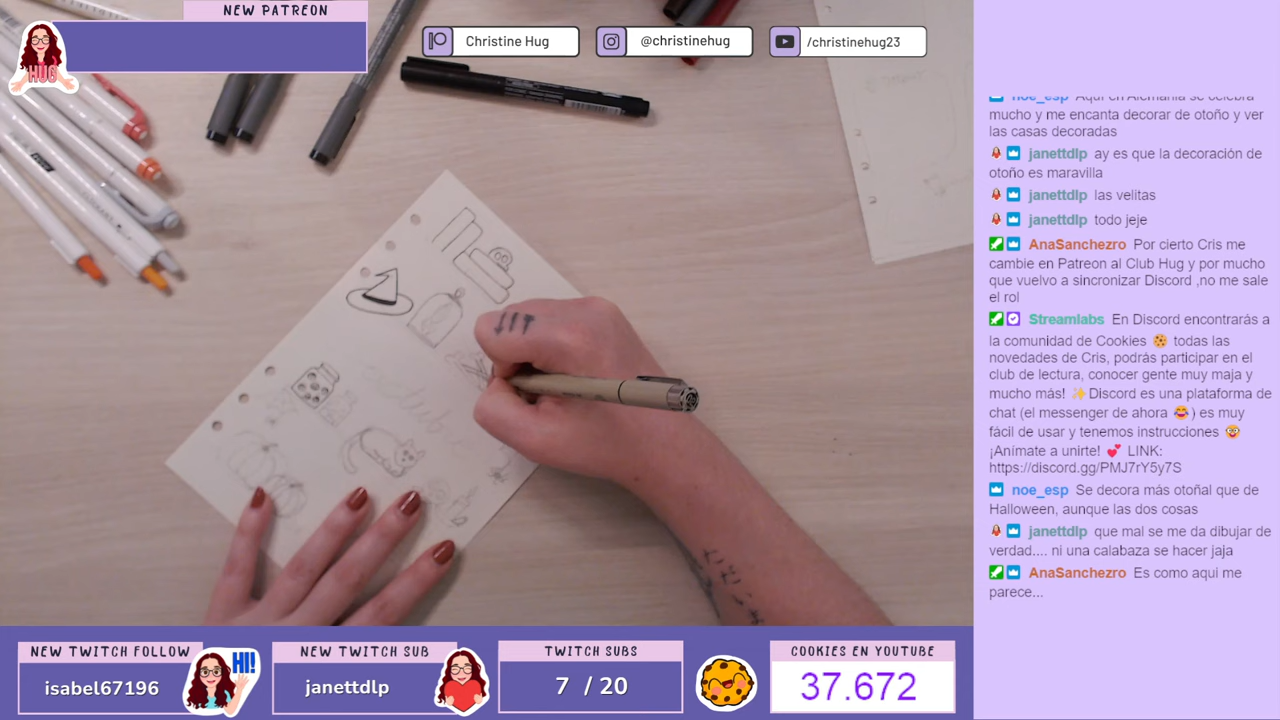 NEW PATREON
HUG
Christine Hug
@christinehug
/christinehug23
noe_esp Aquí en Alemania se celebra
mucho y me encanta decorar de otoño y ver
las casas decoradas
janettdlp ay es que la decoración de
otoño es maravilla
janettdlp las velitas
janettdlp todo jeje
AnaSanchezro Por cierto Cris me
cambie en Patreon al Club Hug y por mucho
que vuelvo a sincronizar Discord ,no me sale
el rol
Streamlabs En Discord encontrarás a
la comunidad de Cookies 🍪 todas las
novedades de Cris, podrás participar en el
club de lectura, conocer gente muy maja y
mucho más! ✨Discord es una plataforma de
chat (el messenger de ahora 😂) es muy
fácil de usar y tenemos instrucciones 🤓
¡Anímate a unirte! 💕 LINK:
https://discord.gg/PMJ7rY5y7S
noe_esp Se decora más otoñal que de
Halloween, aunque las dos cosas
janettdlp que mal se me da dibujar de
verdad.... ni una calabaza se hacer jaja
AnaSanchezro Es como aqui me
parece...
NEW TWITCH FOLLOW
isabel67196
HI!
NEW TWITCH SUB
janettdlp
TWITCH SUBS
7 / 20
COOKIES EN YOUTUBE
37.672